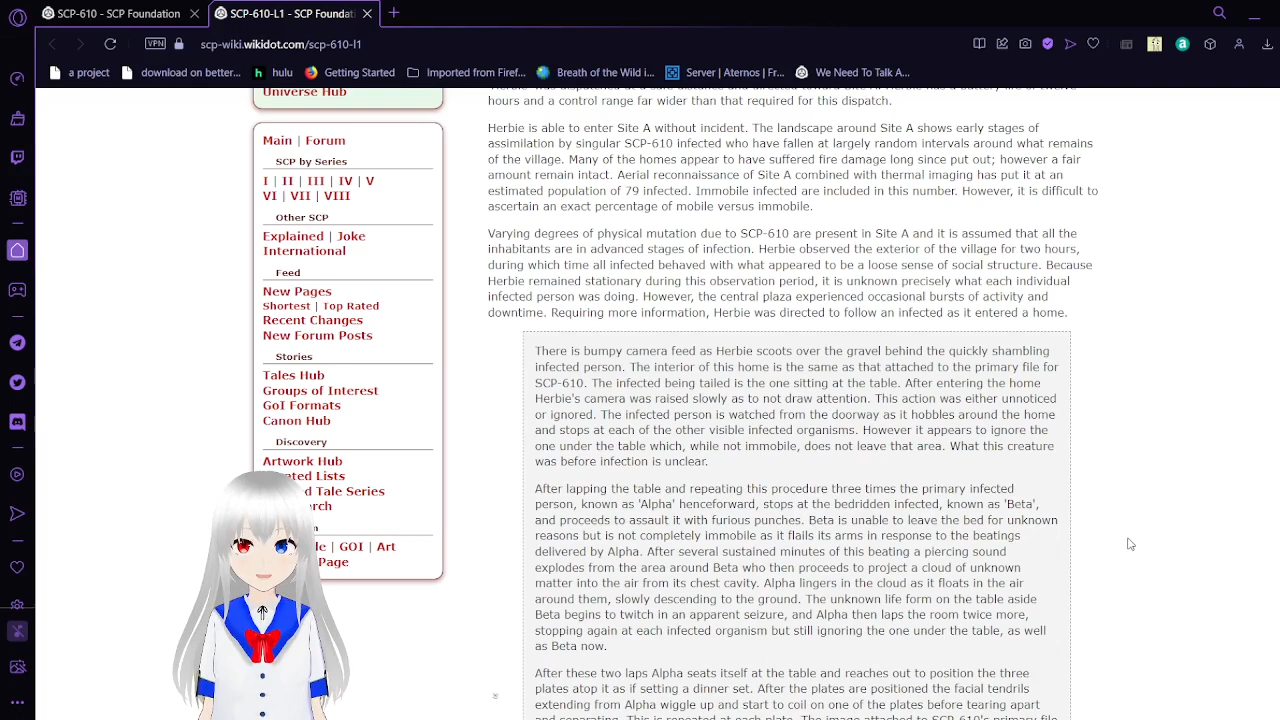 SCP-610 - SCP Foundation
SCP-610-L1 - SCP Foundati
VPN
scp-wiki.wikidot.com/scp-610-l1
a project
download on better...
hulu
Getting Started
Imported from Firef...
Breath of the Wild i...
Server | Aternos | Fr...
We Need To Talk A...
Universe Hub
Main | Forum
SCP by Series
I | II | III | IV | V
VI | VII | VIII
Other SCP
Explained | Joke
International
Feed
New Pages
Shortest | Top Rated
Recent Changes
New Forum Posts
Stories
Tales Hub
Groups of Interest
GoI Formats
Canon Hub
Discovery
Artwork Hub
Lists
Tale Series
| GOI | Art
Page
hours and a control range far wider than that required for this dispatch.
Herbie is able to enter Site A without incident. The landscape around Site A shows early stages of
assimilation by singular SCP-610 infected who have fallen at largely random intervals around what remains
of the village. Many of the homes appear to have suffered fire damage long since put out; however a fair
amount remain intact. Aerial reconnaissance of Site A combined with thermal imaging has put it at an
estimated population of 79 infected. Immobile infected are included in this number. However, it is difficult to
ascertain an exact percentage of mobile versus immobile.
Varying degrees of physical mutation due to SCP-610 are present in Site A and it is assumed that all the
inhabitants are in advanced stages of infection. Herbie observed the exterior of the village for two hours,
during which time all infected behaved with what appeared to be a loose sense of social structure. Because
Herbie remained stationary during this observation period, it is unknown precisely what each individual
infected person was doing. However, the central plaza experienced occasional bursts of activity and
downtime. Requiring more information, Herbie was directed to follow an infected as it entered a home.
There is bumpy camera feed as Herbie scoots over the gravel behind the quickly shambling
infected person. The interior of this home is the same as that attached to the primary file for
SCP-610. The infected being tailed is the one sitting at the table. After entering the home
Herbie's camera was raised slowly as to not draw attention. This action was either unnoticed
or ignored. The infected person is watched from the doorway as it hobbles around the home
and stops at each of the other visible infected organisms. However it appears to ignore the
one under the table which, while not immobile, does not leave that area. What this creature
was before infection is unclear.
After lapping the table and repeating this procedure three times the primary infected
person, known as 'Alpha' henceforward, stops at the bedridden infected, known as 'Beta',
and proceeds to assault it with furious punches. Beta is unable to leave the bed for unknown
reasons but is not completely immobile as it flails its arms in response to the beatings
delivered by Alpha. After several sustained minutes of this beating a piercing sound
explodes from the area around Beta who then proceeds to project a cloud of unknown
matter into the air from its chest cavity. Alpha lingers in the cloud as it floats in the air
around them, slowly descending to the ground. The unknown life form on the table aside
Beta begins to twitch in an apparent seizure, and Alpha then laps the room twice more,
stopping again at each infected organism but still ignoring the one under the table, as well
as Beta now.
After these two laps Alpha seats itself at the table and reaches out to position the three
plates atop it as if setting a dinner set. After the plates are positioned the facial tendrils
extending from Alpha wiggle up and start to coil on one of the plates before tearing apart
and separating. This is repeated at each plate. The image attached to SCP-610's primary file